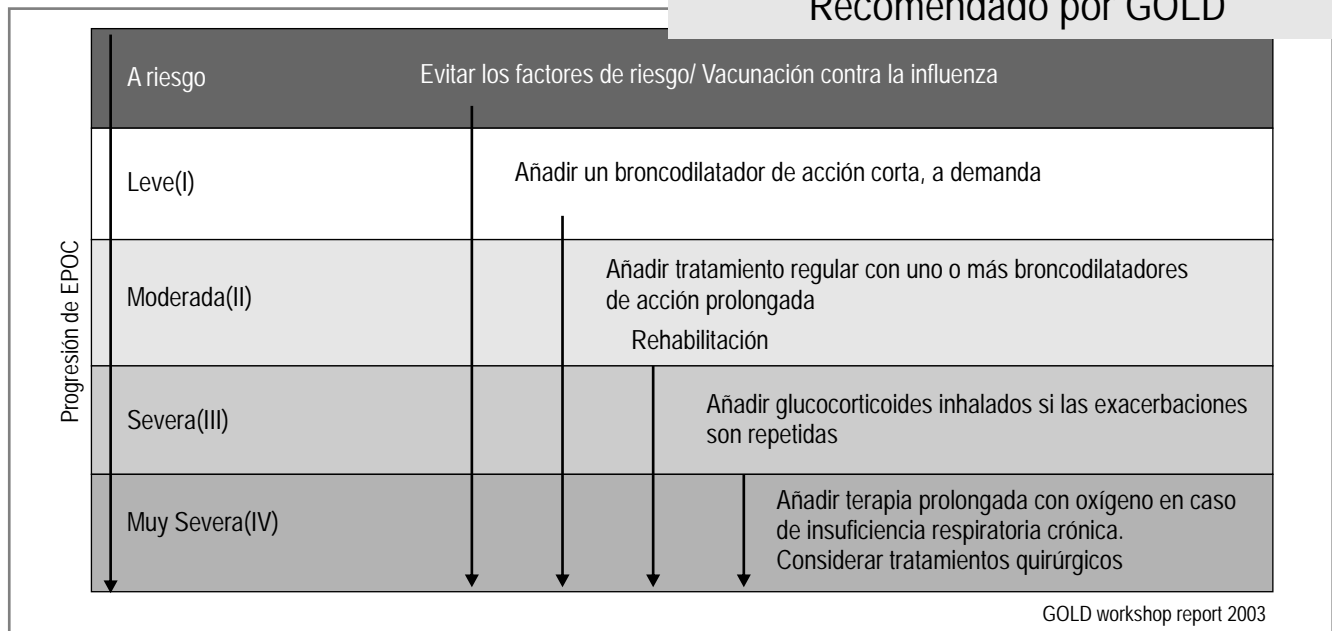 Recomendado por GOLD
A riesgo
Evitar los factores de riesgo/ Vacunación contra la influenza
Leve(I)
Añadir un broncodilatador de acción corta, a demanda
Progresión de EPOC
Moderada(II)
Añadir tratamiento regular con uno o más broncodilatadores
de acción prolongada
Rehabilitación
Severa(III)
Añadir glucocorticoides inhalados si las exacerbaciones
son repetidas
Muy Severa(IV)
Añadir terapia prolongada con oxígeno en caso
de insuficiencia respiratoria crónica.
Considerar tratamientos quirúrgicos
GOLD workshop report 2003